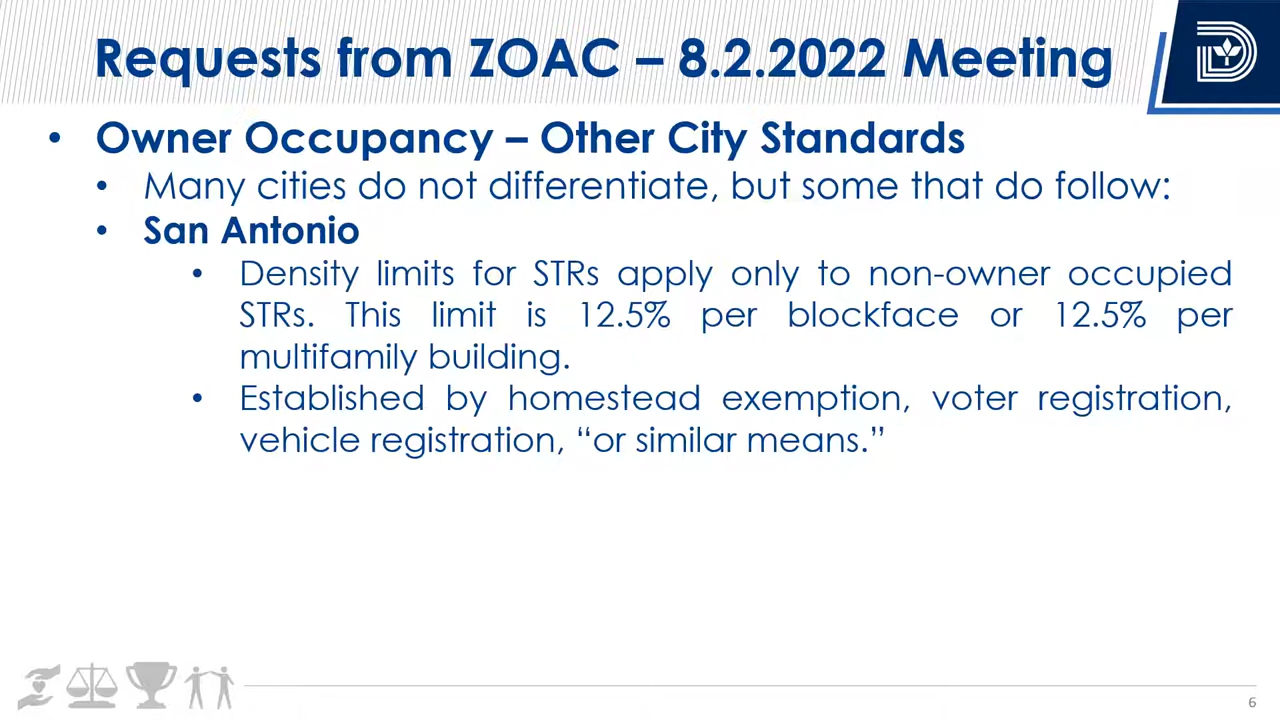 Requests from ZOAC – 8.2.2022 Meeting
• Owner Occupancy – Other City Standards
• Many cities do not differentiate, but some that do follow:
• San Antonio
• Density limits for STRs apply only to non-owner occupied
STRs. This limit is 12.5% per blockface or 12.5% per
multifamily building.
• Established by homestead exemption, voter registration,
vehicle registration, “or similar means.”
6